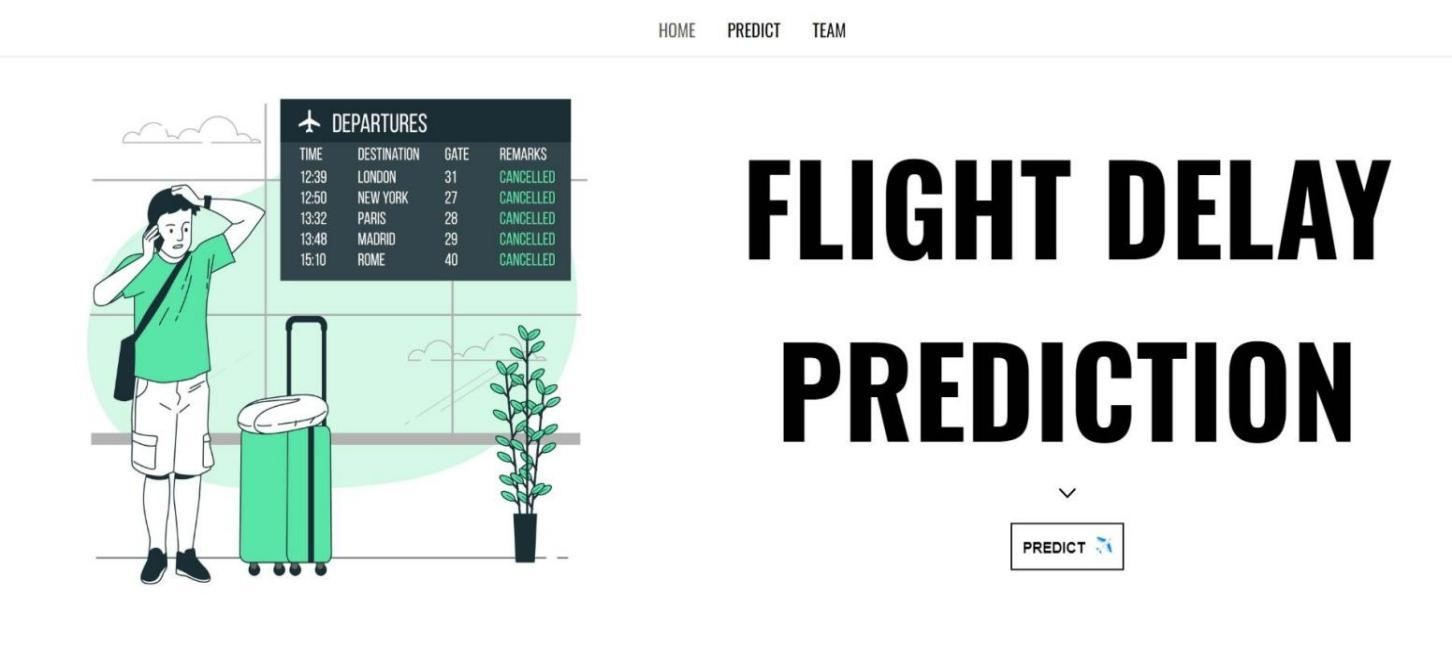 HOME PREDICT TEAM
DEPARTURES
TIME DESTINATION GATE REMARKS
12:39 LONDON 31 CANCELLED
12:50 NEW YORK 27 CANCELLED
13:32 PARIS 28 CANCELLED
13:48 MADRID 29 CANCELLED
15:10 ROME 40 CANCELLED
FLIGHT DELAY
PREDICTION
PREDICT